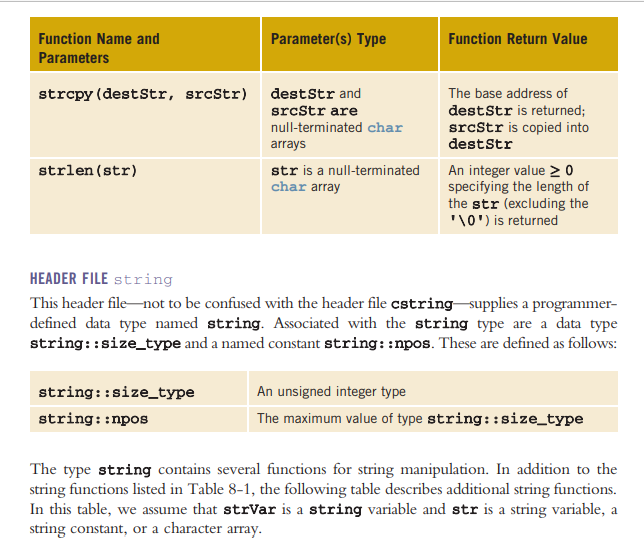 Function Name and Parameters Parameter(s) Type Function Return Value
strcpy(destStr, srcStr) destStr and The base address of
srcStr are destStr is returned;
null-terminated char srcStr is copied into
arrays destStr
strlen(str) str is a null-terminated An integer value ≥ 0
char array specifying the length of
the str (excluding the
'\0') is returned
HEADER FILE string
This header file—not to be confused with the header file cstring—supplies a programmer-
defined data type named string. Associated with the string type are a data type
string::size_type and a named constant string::npos. These are defined as follows:
string::size_type An unsigned integer type
string::npos The maximum value of type string::size_type
The type string contains several functions for string manipulation. In addition to the
string functions listed in Table 8-1, the following table describes additional string functions.
In this table, we assume that strVar is a string variable and str is a string variable, a
string constant, or a character array.